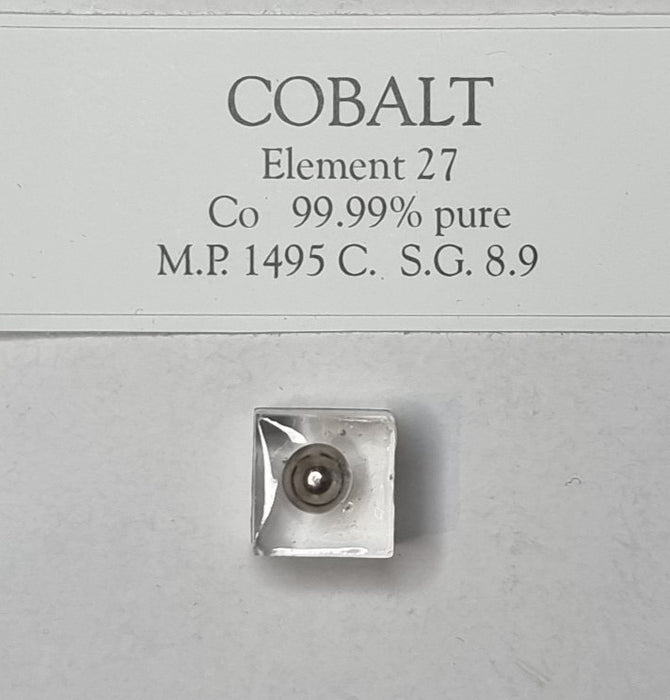 COBALT
Element 27
Co 99.99% pure
M.P. 1495 C. S.G. 8.9